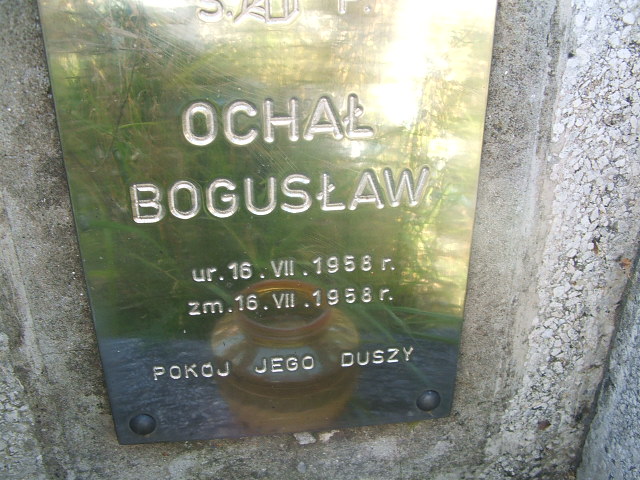 Ś. P.
OCHAŁ
BOGUSŁAW
ur. 16. VII. 1958 r.
zm. 16. VII. 1958 r.
POKÓJ JEGO DUSZY